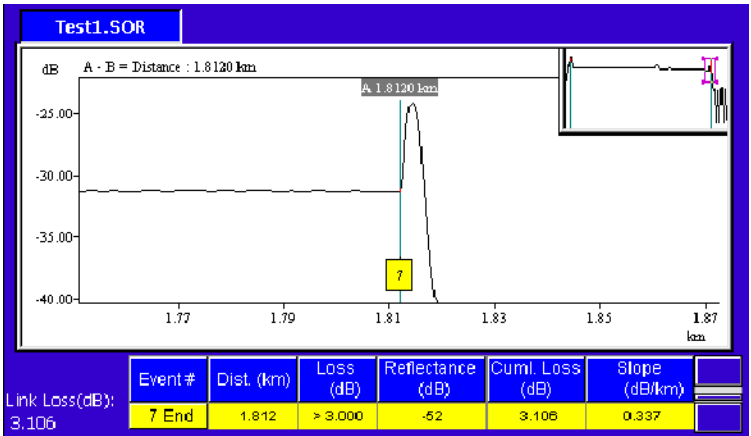 Test1.SOR
dB A - B = Distance : 1.8120 km
A 1.8120 km
-25.00
-30.00
-35.00
-40.00
7
1.77 1.79 1.81 1.83 1.85 1.87
km
Event # Dist. (km) Loss (dB) Reflectance (dB) Cuml. Loss (dB) Slope (dB/km)
Link Loss(dB):
3.106
7 End 1.812 > 3.000 -52 3.106 0.337